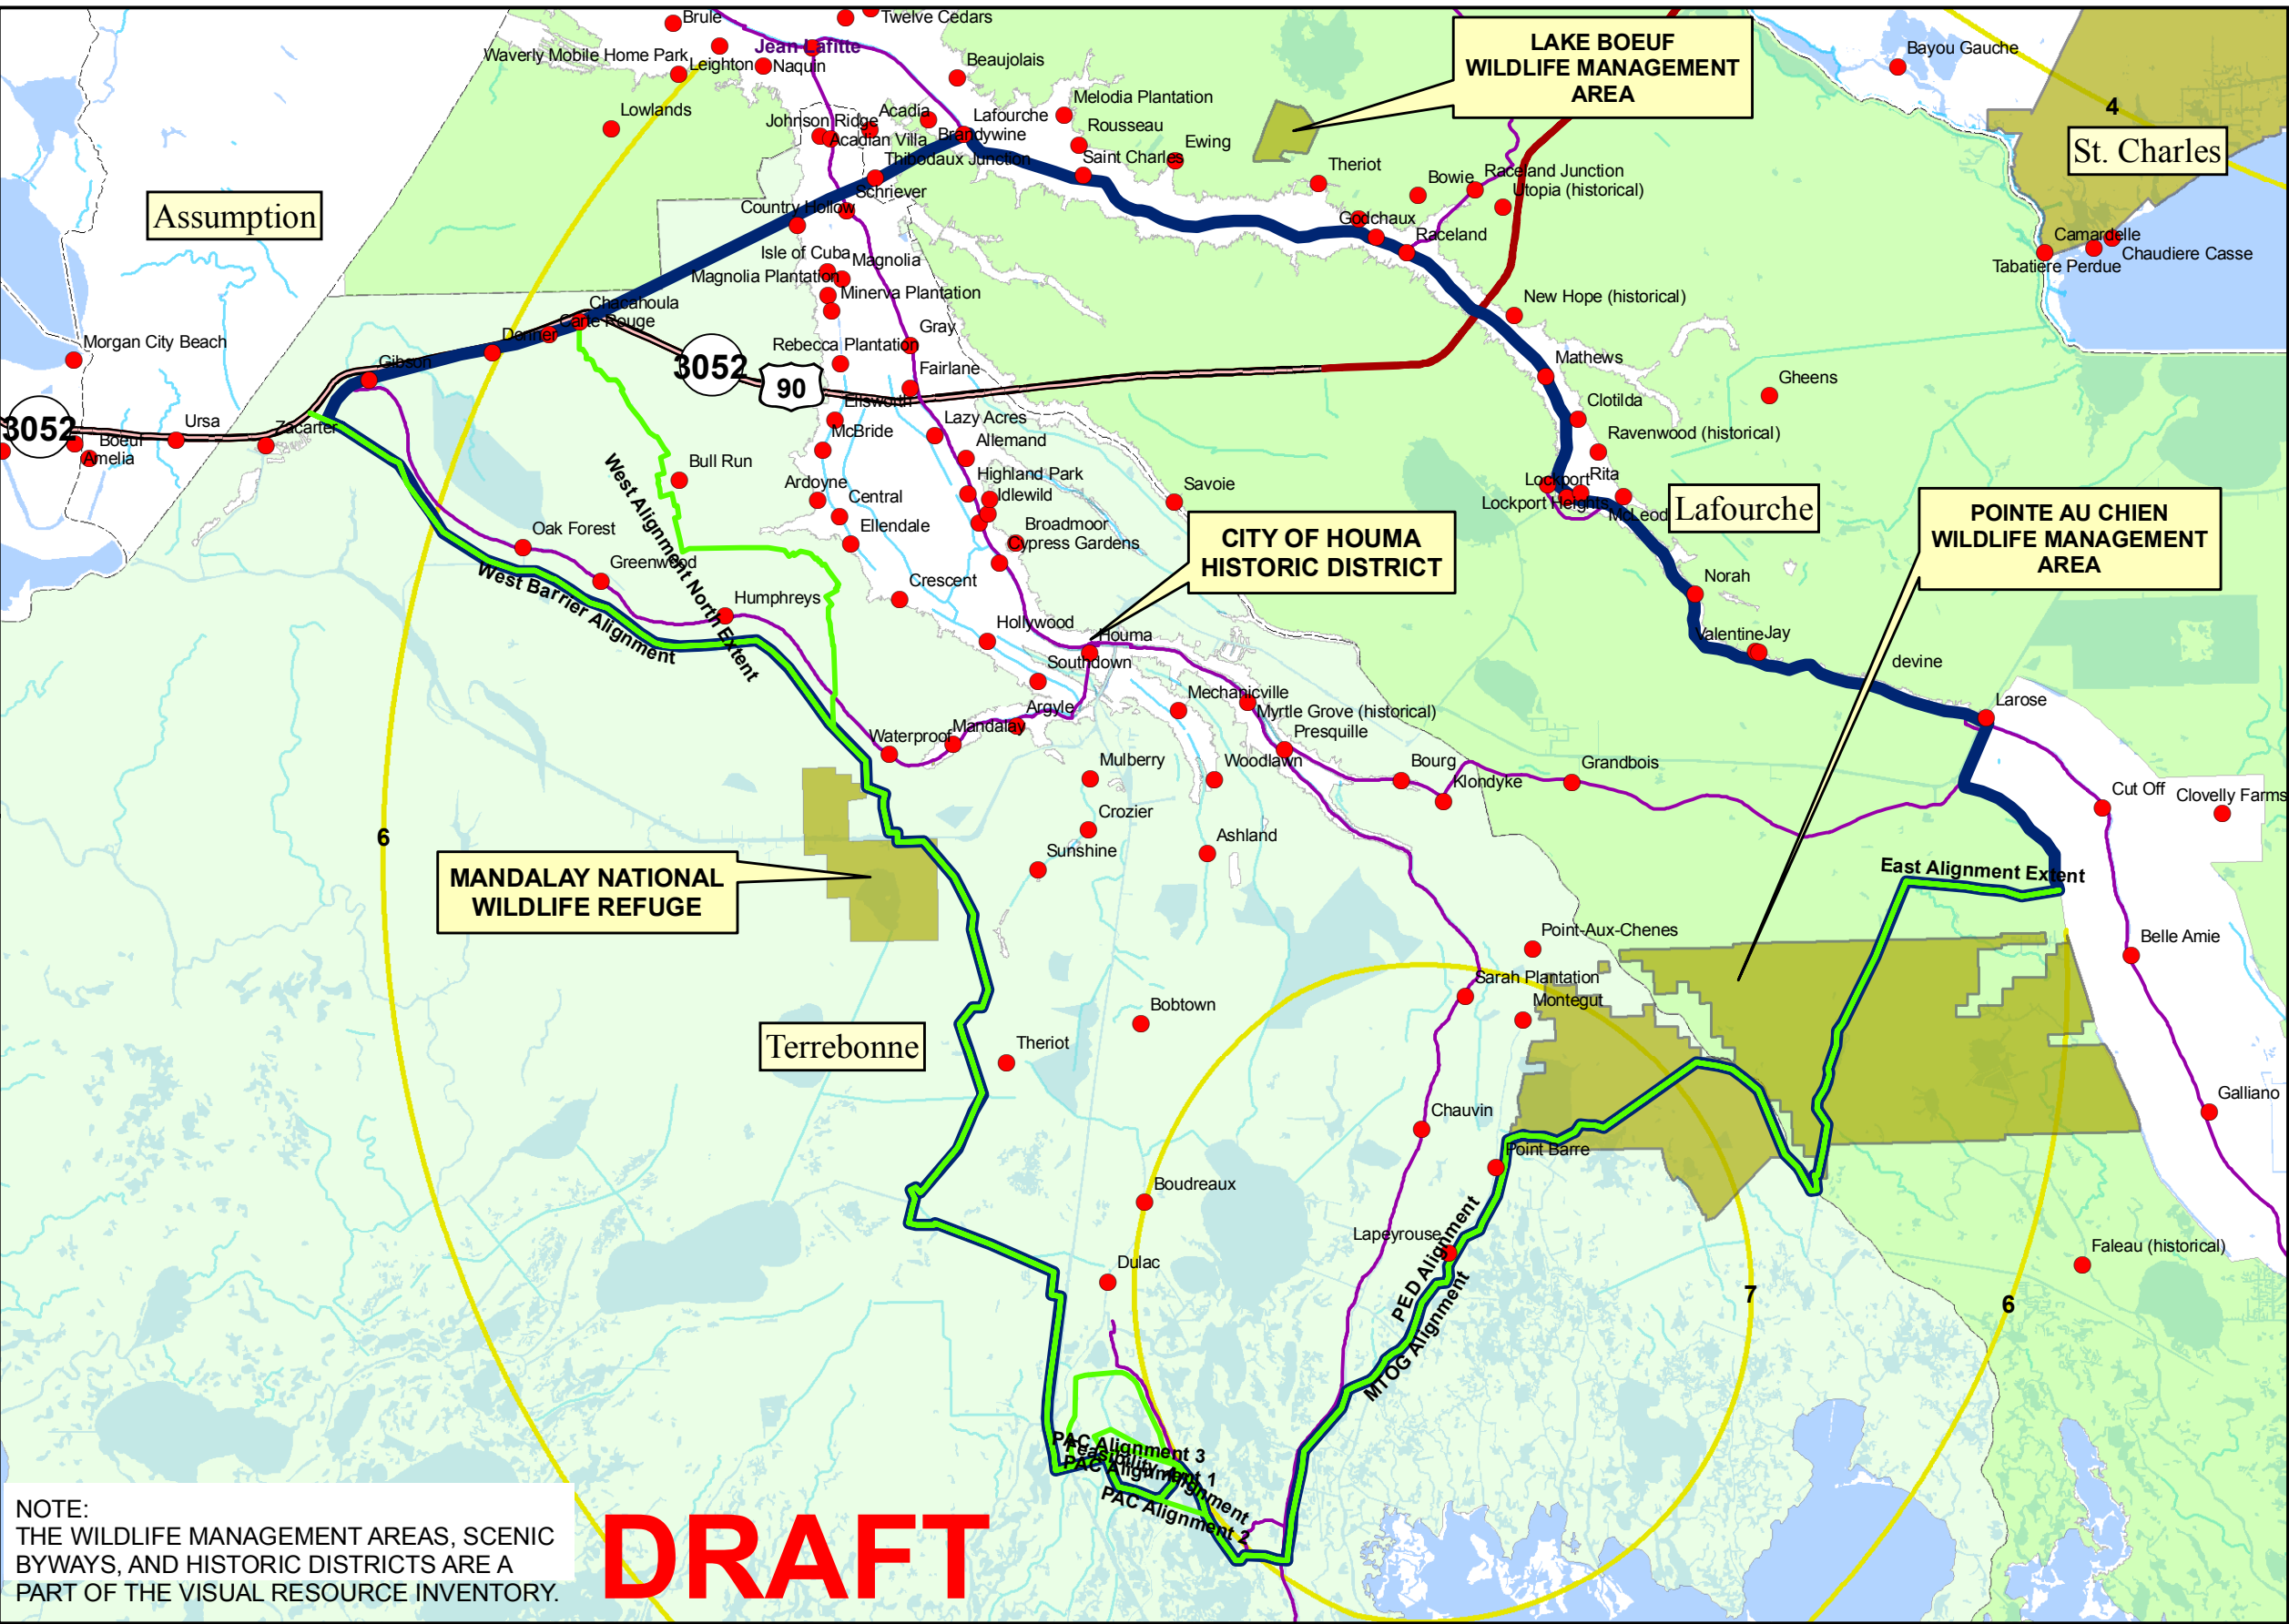 Brule
Twelve Cedars
Jean Lafitte
Waverly Mobile Home Park
Leighton
Naquin
Beaujolais
LAKE BOEUF
WILDLIFE MANAGEMENT
AREA
Bayou Gauche
4
St. Charles
Lowlands
Johnson Ridge
Acadia
Lafourche
Melodia Plantation
Acadian Villa
Brandywine
Rousseau
Ewing
Thibodaux Junction
Saint Charles
Theriot
Bowie
Raceland Junction
Utopia (historical)
Assumption
Schriever
Country Hollow
Godchaux
Raceland
Camardelle
Tabatiere Perdue
Chaudiere Casse
Isle of Cuba
Magnolia
Magnolia Plantation
Minerva Plantation
New Hope (historical)
Chacahoula
Carte Rouge
Donner
Gray
Morgan City Beach
Gibson
Rebecca Plantation
3052
90
Fairlane
Mathews
Gheens
3052
Ursa
Zacarter
Boeuf
Amelia
Ellsworth
McBride
Lazy Acres
Allemand
Clotilda
Ravenwood (historical)
Bull Run
Highland Park
Idlewild
Ardoyne
Central
Ellendale
Savoie
Lockport
Rita
Lockport Heights
McLeod
Lafourche
POINTE AU CHIEN
WILDLIFE MANAGEMENT
AREA
Broadmoor
Cypress Gardens
CITY OF HOUMA
HISTORIC DISTRICT
Oak Forest
Greenwood
West Alignment North Extent
West Barrier Alignment
Humphreys
Crescent
Norah
Hollywood
Houma
Southdown
Valentine
Jay
devine
Larose
Mechanicville
Myrtle Grove (historical)
Presquille
Argyle
Mandalay
Waterproof
Mulberry
Woodlawn
Bourg
Klondyke
Grandbois
Cut Off
Clovelly Farms
Crozier
Ashland
Sunshine
6
MANDALAY NATIONAL
WILDLIFE REFUGE
East Alignment Extent
Point-Aux-Chenes
Belle Amie
Sarah Plantation
Montegut
Bobtown
Terrebonne
Theriot
Chauvin
Galliano
Point Barre
Boudreaux
Lapeyrouse
Dulac
PED Alignment
MTOG Alignment
7
6
Faleau (historical)
PAC Alignment 3
Feasibility Alignment
PAC Alignment 1
PAC Alignment 2
NOTE:
THE WILDLIFE MANAGEMENT AREAS, SCENIC
BYWAYS, AND HISTORIC DISTRICTS ARE A
PART OF THE VISUAL RESOURCE INVENTORY.
DRAFT